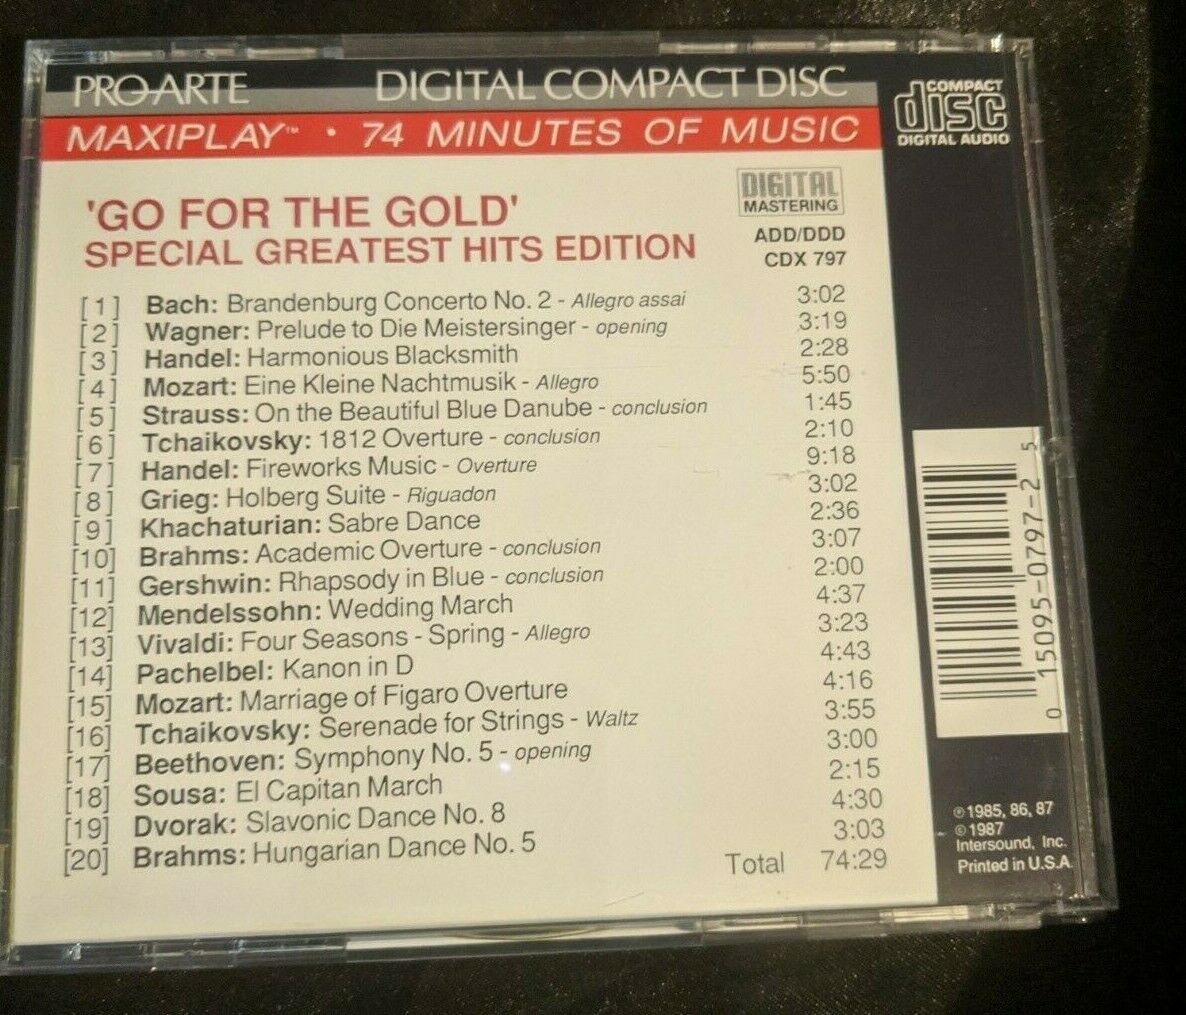 PRO-ARTE DIGITAL COMPACT DISC
MAXIPLAY™ · 74 MINUTES OF MUSIC
COMPACT
disc
DIGITAL AUDIO
DIGITAL
MASTERING
'GO FOR THE GOLD'
SPECIAL GREATEST HITS EDITION
ADD/DDD
CDX 797
[1] Bach: Brandenburg Concerto No. 2 - Allegro assai 3:02
[2] Wagner: Prelude to Die Meistersinger - opening 3:19
[3] Handel: Harmonious Blacksmith 2:28
[4] Mozart: Eine Kleine Nachtmusik - Allegro 5:50
[5] Strauss: On the Beautiful Blue Danube - conclusion 1:45
[6] Tchaikovsky: 1812 Overture - conclusion 2:10
[7] Handel: Fireworks Music - Overture 9:18
[8] Grieg: Holberg Suite - Riguadon 3:02
[9] Khachaturian: Sabre Dance 2:36
[10] Brahms: Academic Overture - conclusion 3:07
[11] Gershwin: Rhapsody in Blue - conclusion 2:00
[12] Mendelssohn: Wedding March 4:37
[13] Vivaldi: Four Seasons - Spring - Allegro 3:23
[14] Pachelbel: Kanon in D 4:43
[15] Mozart: Marriage of Figaro Overture 4:16
[16] Tchaikovsky: Serenade for Strings - Waltz 3:55
[17] Beethoven: Symphony No. 5 - opening 3:00
[18] Sousa: El Capitan March 2:15
[19] Dvorak: Slavonic Dance No. 8 4:30
[20] Brahms: Hungarian Dance No. 5 3:03
Total 74:29
0 15095-0797-2 5
℗1985, 86, 87
©1987
Intersound, Inc.
Printed in U.S.A.